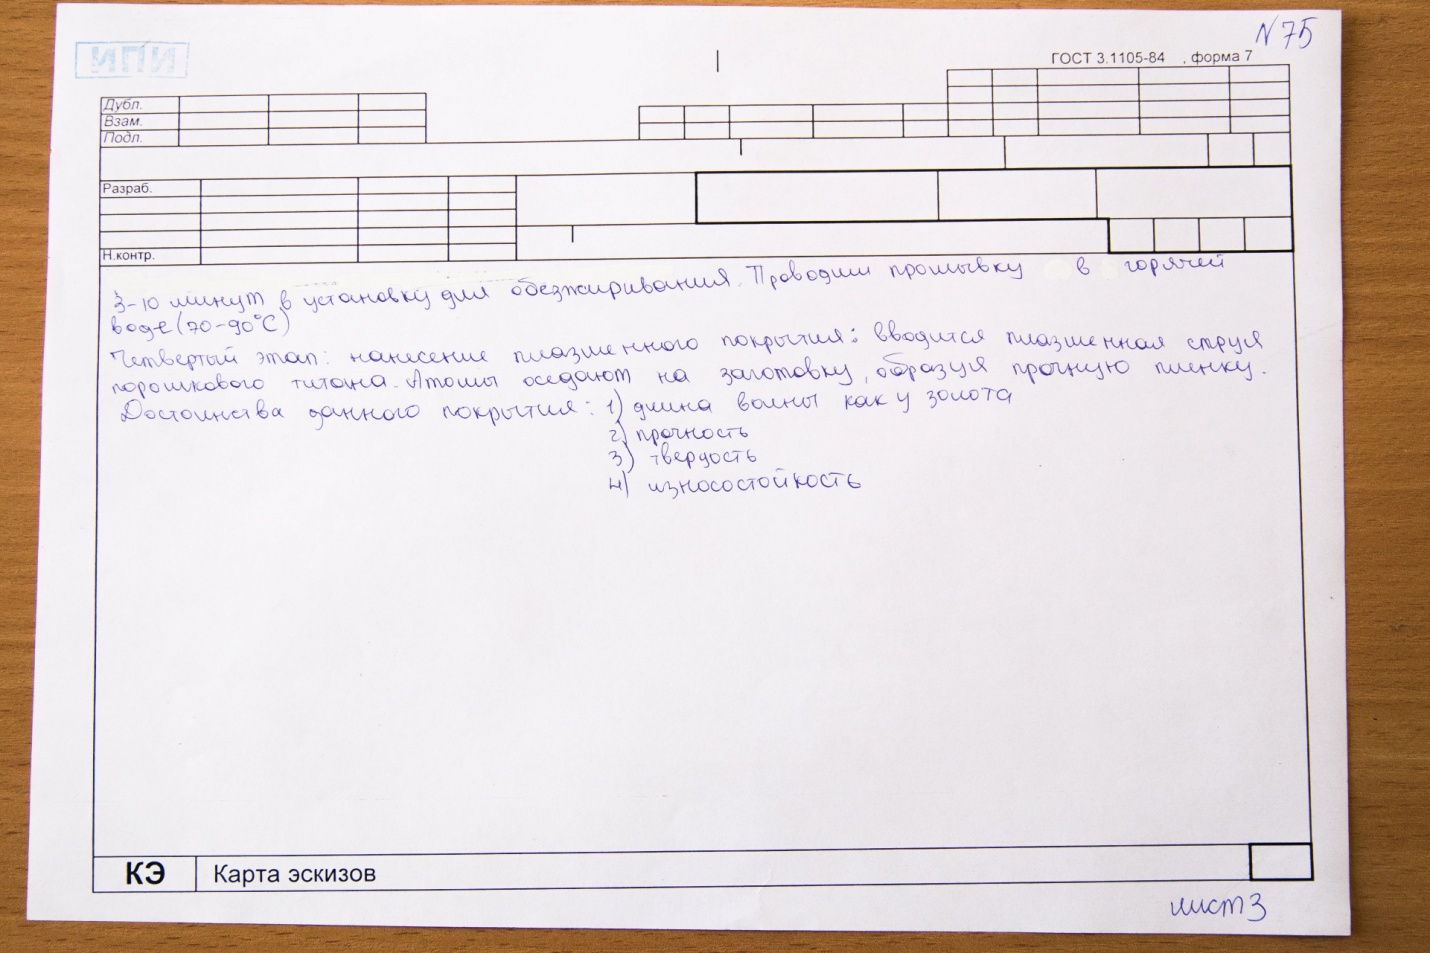 ИПИ
N 75
ГОСТ 3.1105-84 , форма 7
Дубл.
Взам.
Подл.
Разраб.
Н.контр.
3-10 минут в установку для обезжиривания. Проводим промывку в горячей
воде (70-90°С)
Четвертый этап: нанесение плазменного покрытия: вводится плазменная струя
порошкового титана. Атомы оседают на заготовку, образуя прочную пленку.
Достоинства данного покрытия: 1) длина волны как у золота
2) прочность
3) твердость
4) износостойкость
КЭ Карта эскизов
лист 3